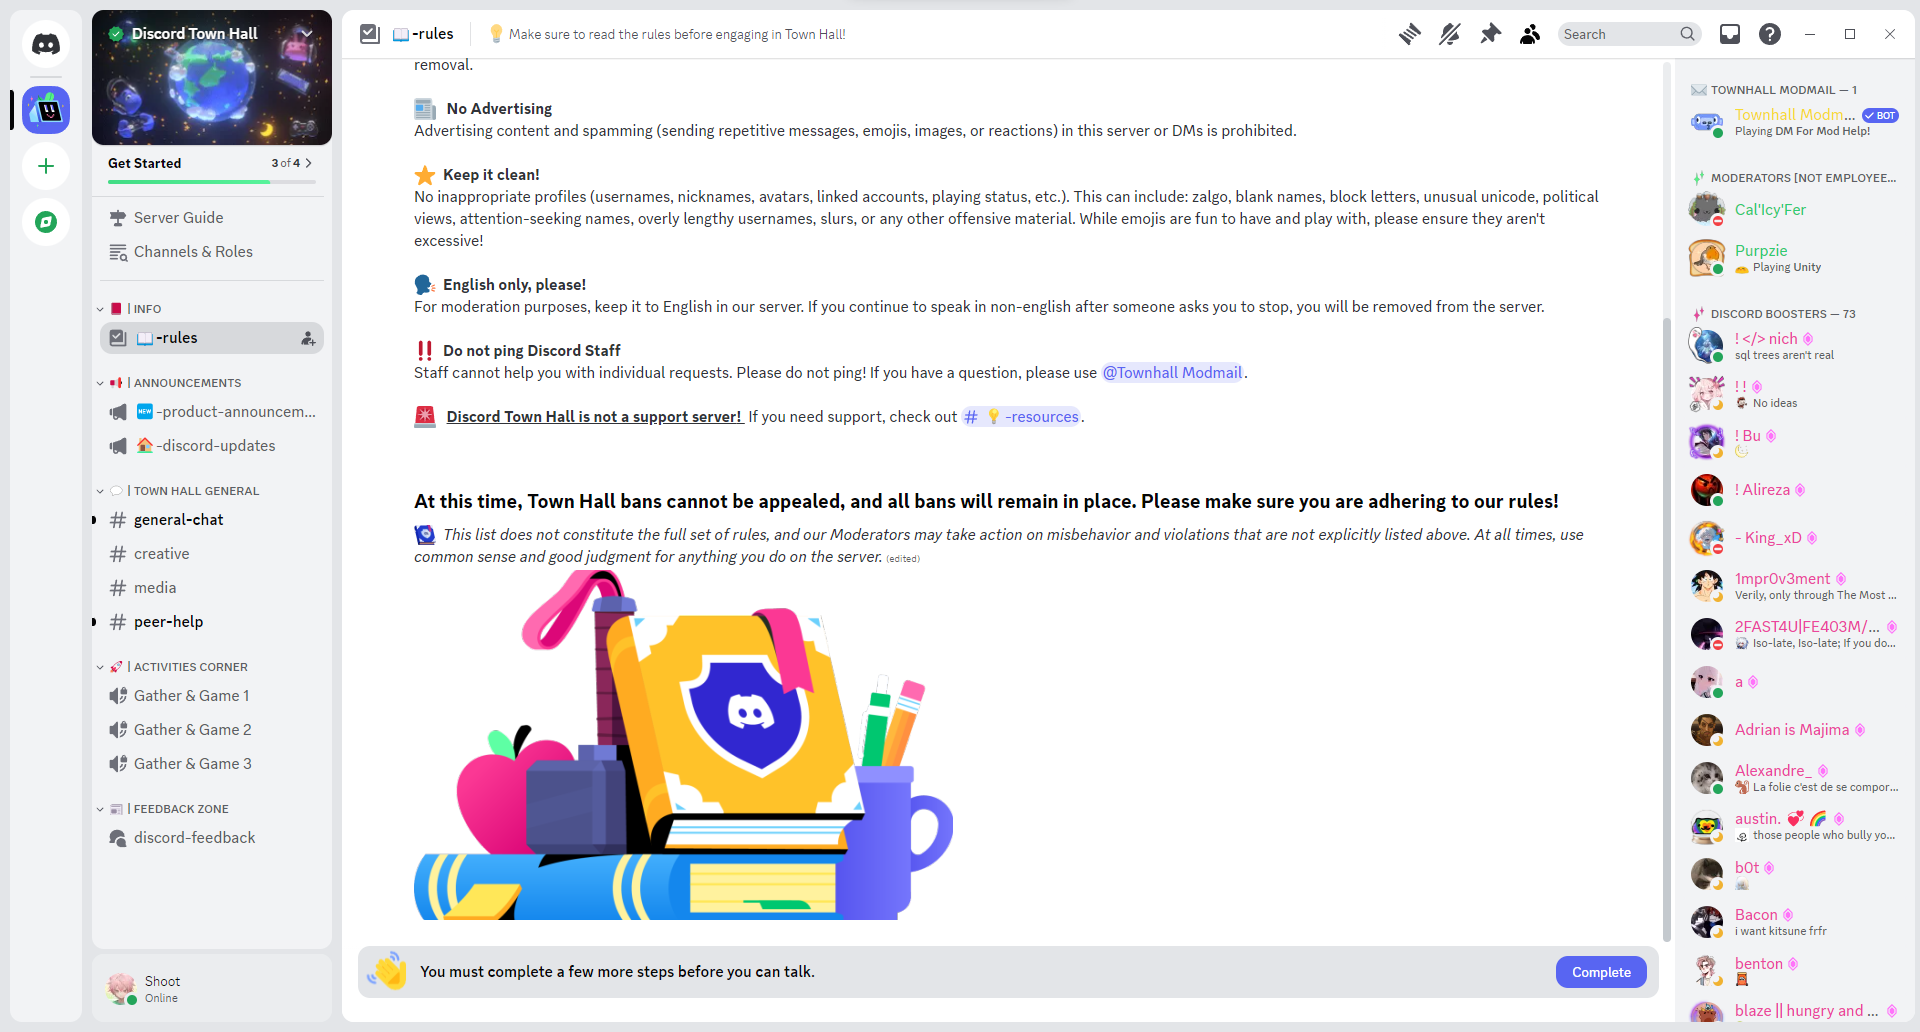 Discord Town Hall
Get Started
3 of 4
Server Guide
Channels & Roles
| INFO
-rules
| ANNOUNCEMENTS
NEW -product-announcem...
-discord-updates
| TOWN HALL GENERAL
general-chat
creative
media
peer-help
| ACTIVITIES CORNER
Gather & Game 1
Gather & Game 2
Gather & Game 3
| FEEDBACK ZONE
discord-feedback
Shoot
Online
-rules
Make sure to read the rules before engaging in Town Hall!
Search
removal.
No Advertising
Advertising content and spamming (sending repetitive messages, emojis, images, or reactions) in this server or DMs is prohibited.
Keep it clean!
No inappropriate profiles (usernames, nicknames, avatars, linked accounts, playing status, etc.). This can include: zalgo, blank names, block letters, unusual unicode, political
views, attention-seeking names, overly lengthy usernames, slurs, or any other offensive material. While emojis are fun to have and play with, please ensure they aren't
excessive!
English only, please!
For moderation purposes, keep it to English in our server. If you continue to speak in non-english after someone asks you to stop, you will be removed from the server.
Do not ping Discord Staff
Staff cannot help you with individual requests. Please do not ping! If you have a question, please use @Townhall Modmail.
Discord Town Hall is not a support server! If you need support, check out # -resources.
At this time, Town Hall bans cannot be appealed, and all bans will remain in place. Please make sure you are adhering to our rules!
This list does not constitute the full set of rules, and our Moderators may take action on misbehavior and violations that are not explicitly listed above. At all times, use
common sense and good judgment for anything you do on the server. (edited)
You must complete a few more steps before you can talk.
Complete
TOWNHALL MODMAIL — 1
Townhall Modm... BOT
Playing DM For Mod Help!
MODERATORS [NOT EMPLOYEE...
Cal'Icy'Fer
Purpzie
Playing Unity
DISCORD BOOSTERS — 73
! </> nich
sql trees aren't real
! !
No ideas
! Bu
! Alireza
- King_xD
1mpr0v3ment
Verily, only through The Most ...
2FAST4U|FE403M/...
Iso-late, Iso-late; If you do...
a
Adrian is Majima
Alexandre_
La folie c'est de se compor...
austin.
those people who bully yo...
b0t
Bacon
i want kitsune frfr
benton
blaze || hungry and ...